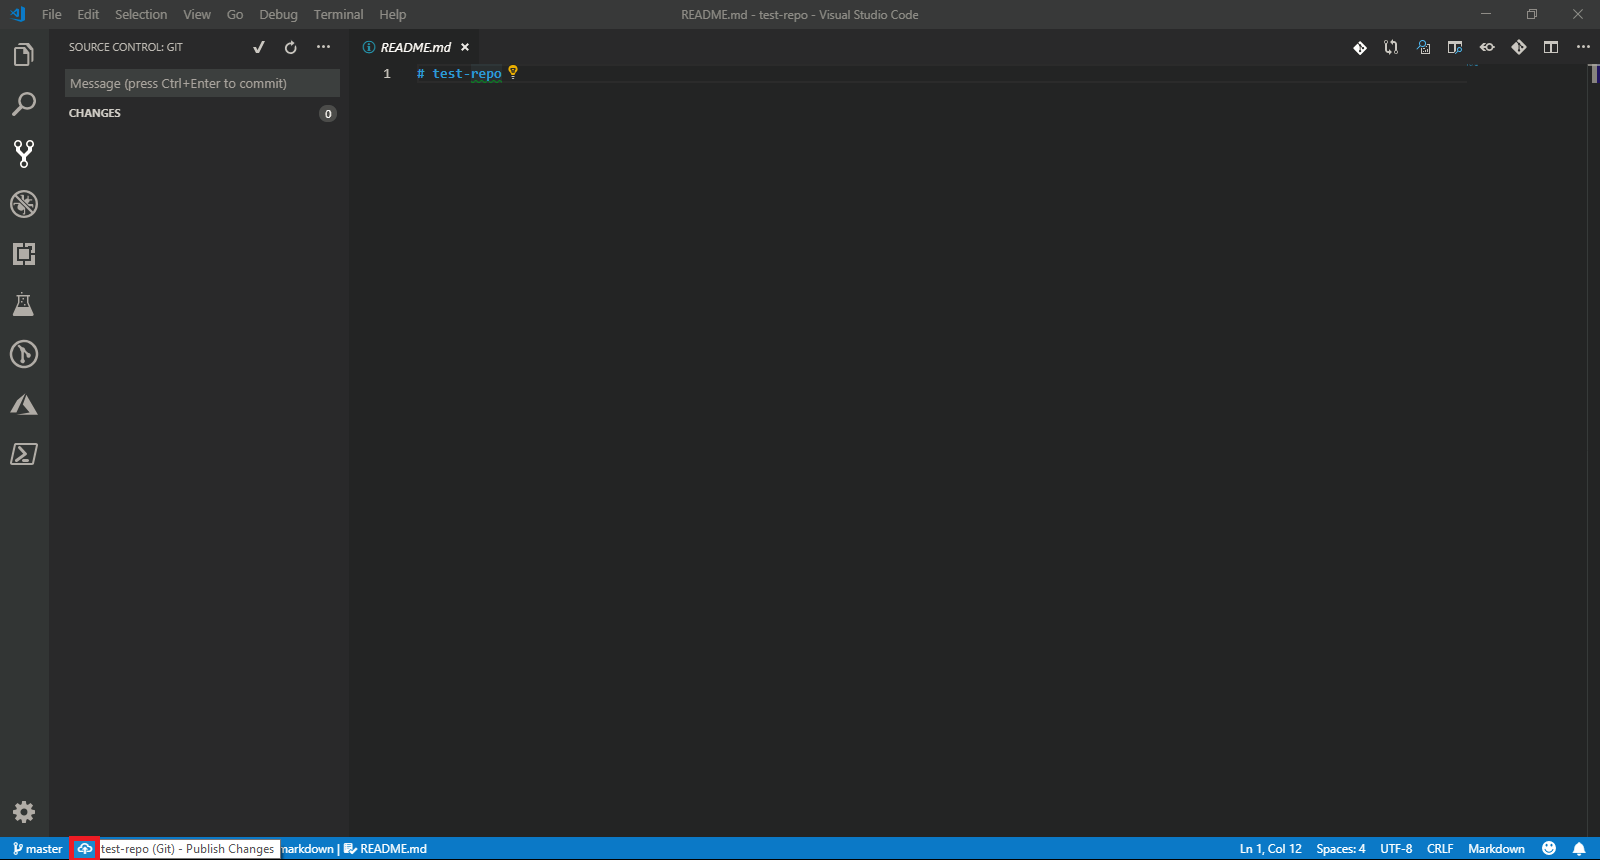 File Edit Selection View Go Debug Terminal Help README.md - test-repo - Visual Studio Code
SOURCE CONTROL: GIT
Message (press Ctrl+Enter to commit)
CHANGES 0
README.md
1 # test-repo
master test-repo (Git) - Publish Changes markdown | README.md Ln 1, Col 12 Spaces: 4 UTF-8 CRLF Markdown